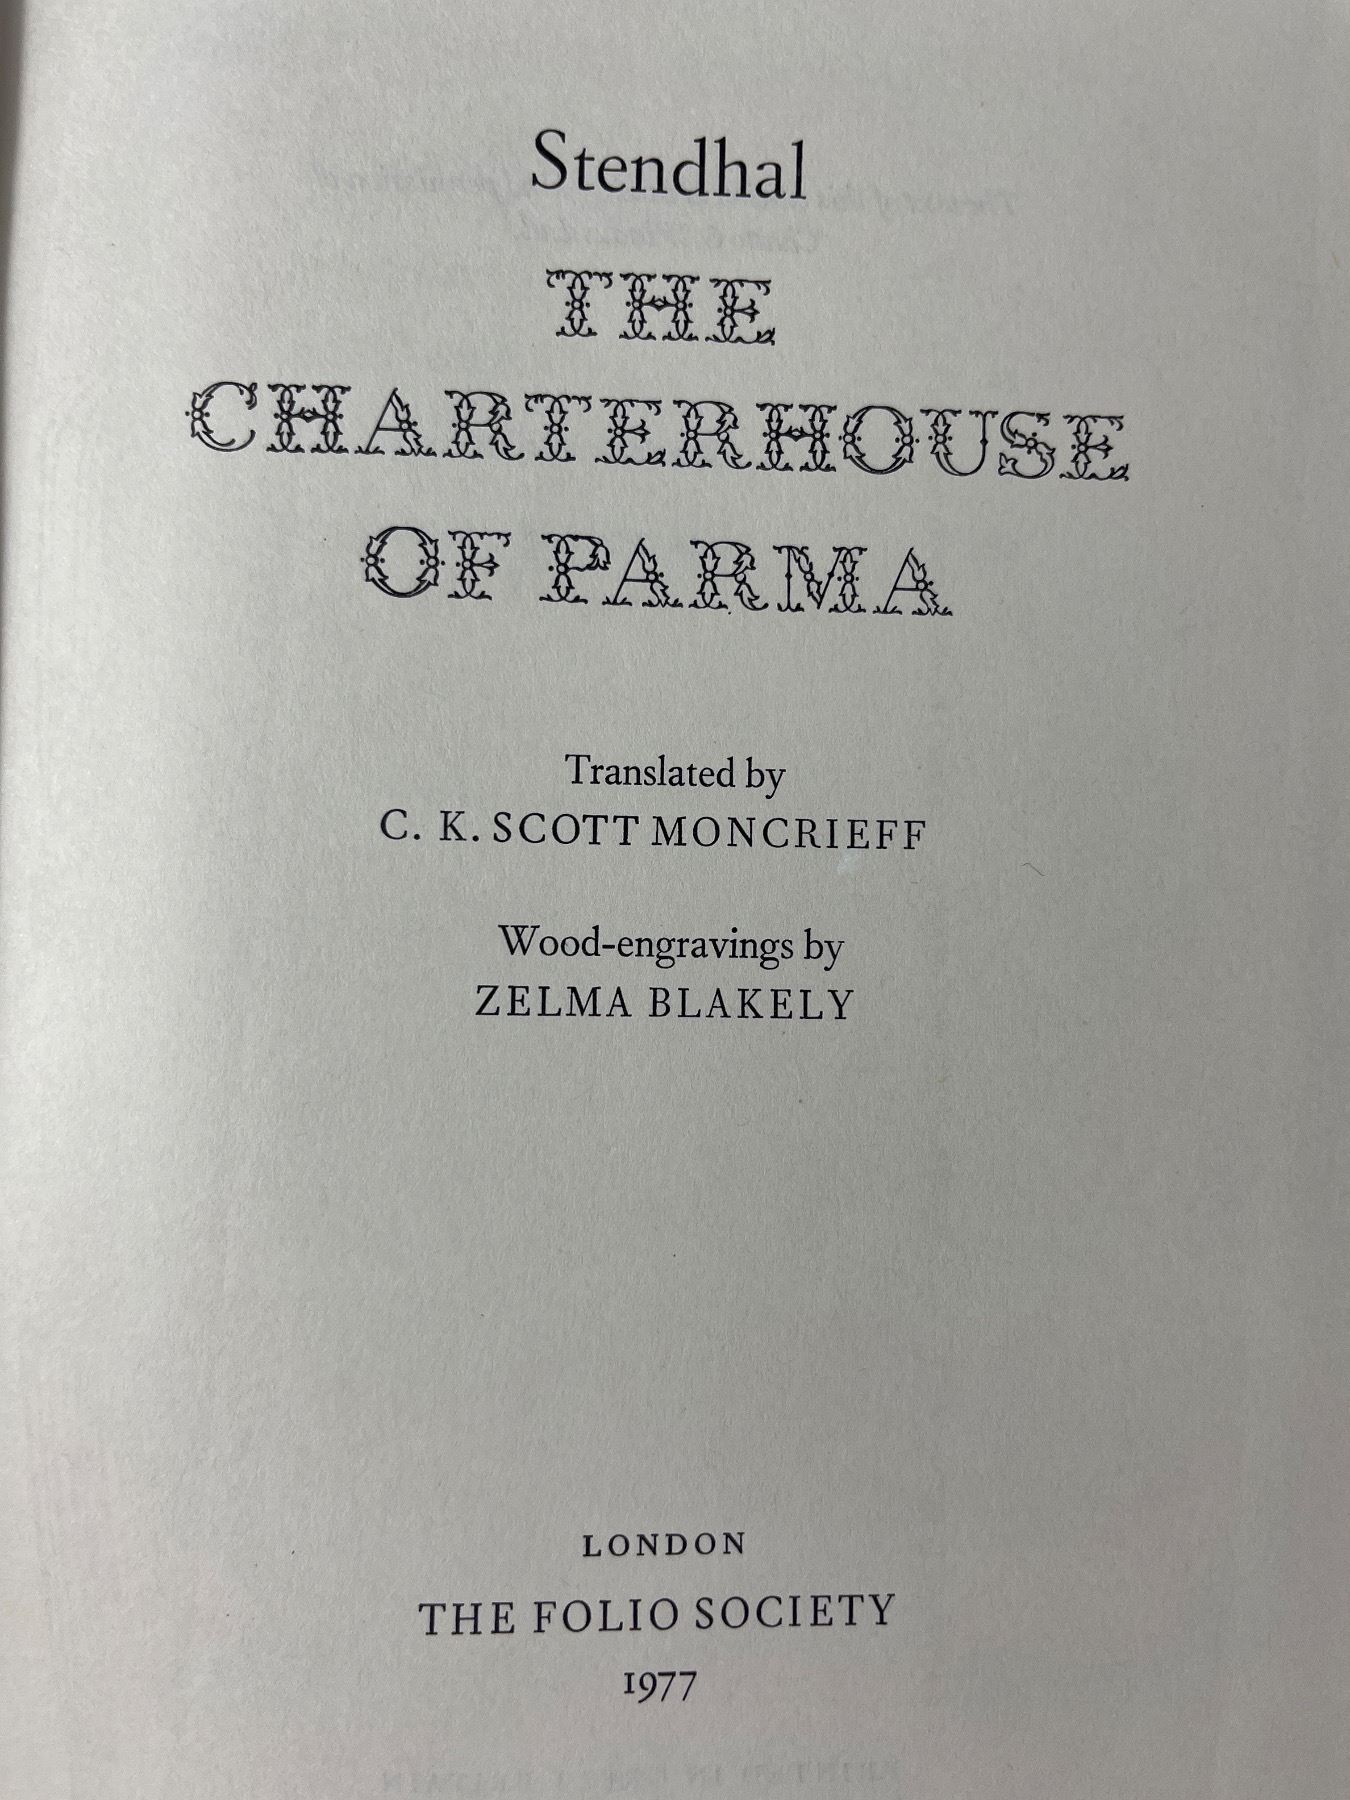 Stendhal
THE
CHARTERHOUSE
OF PARMA
Translated by
C. K. SCOTT MONCRIEFF
Wood-engravings by
ZELMA BLAKELY
LONDON
THE FOLIO SOCIETY
1977